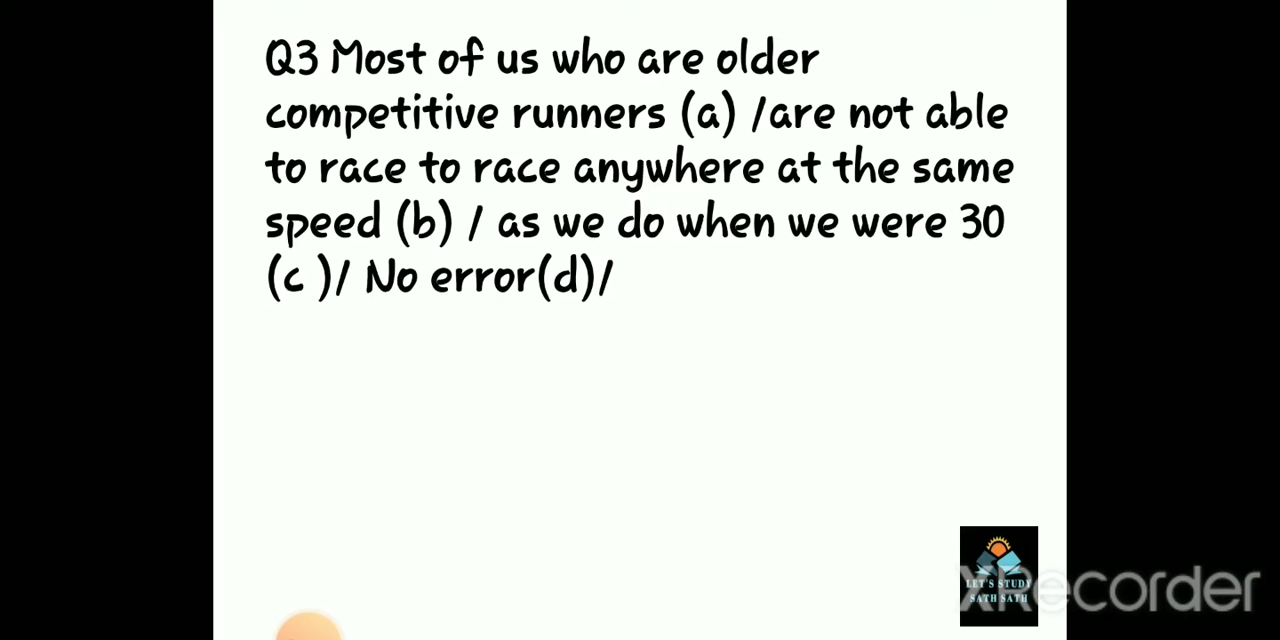 Q3 Most of us who are older
competitive runners (a) /are not able
to race to race anywhere at the same
speed (b) / as we do when we were 30
(c )/ No error(d)/
LET'S STUDY
SATH SATH
XRecorder